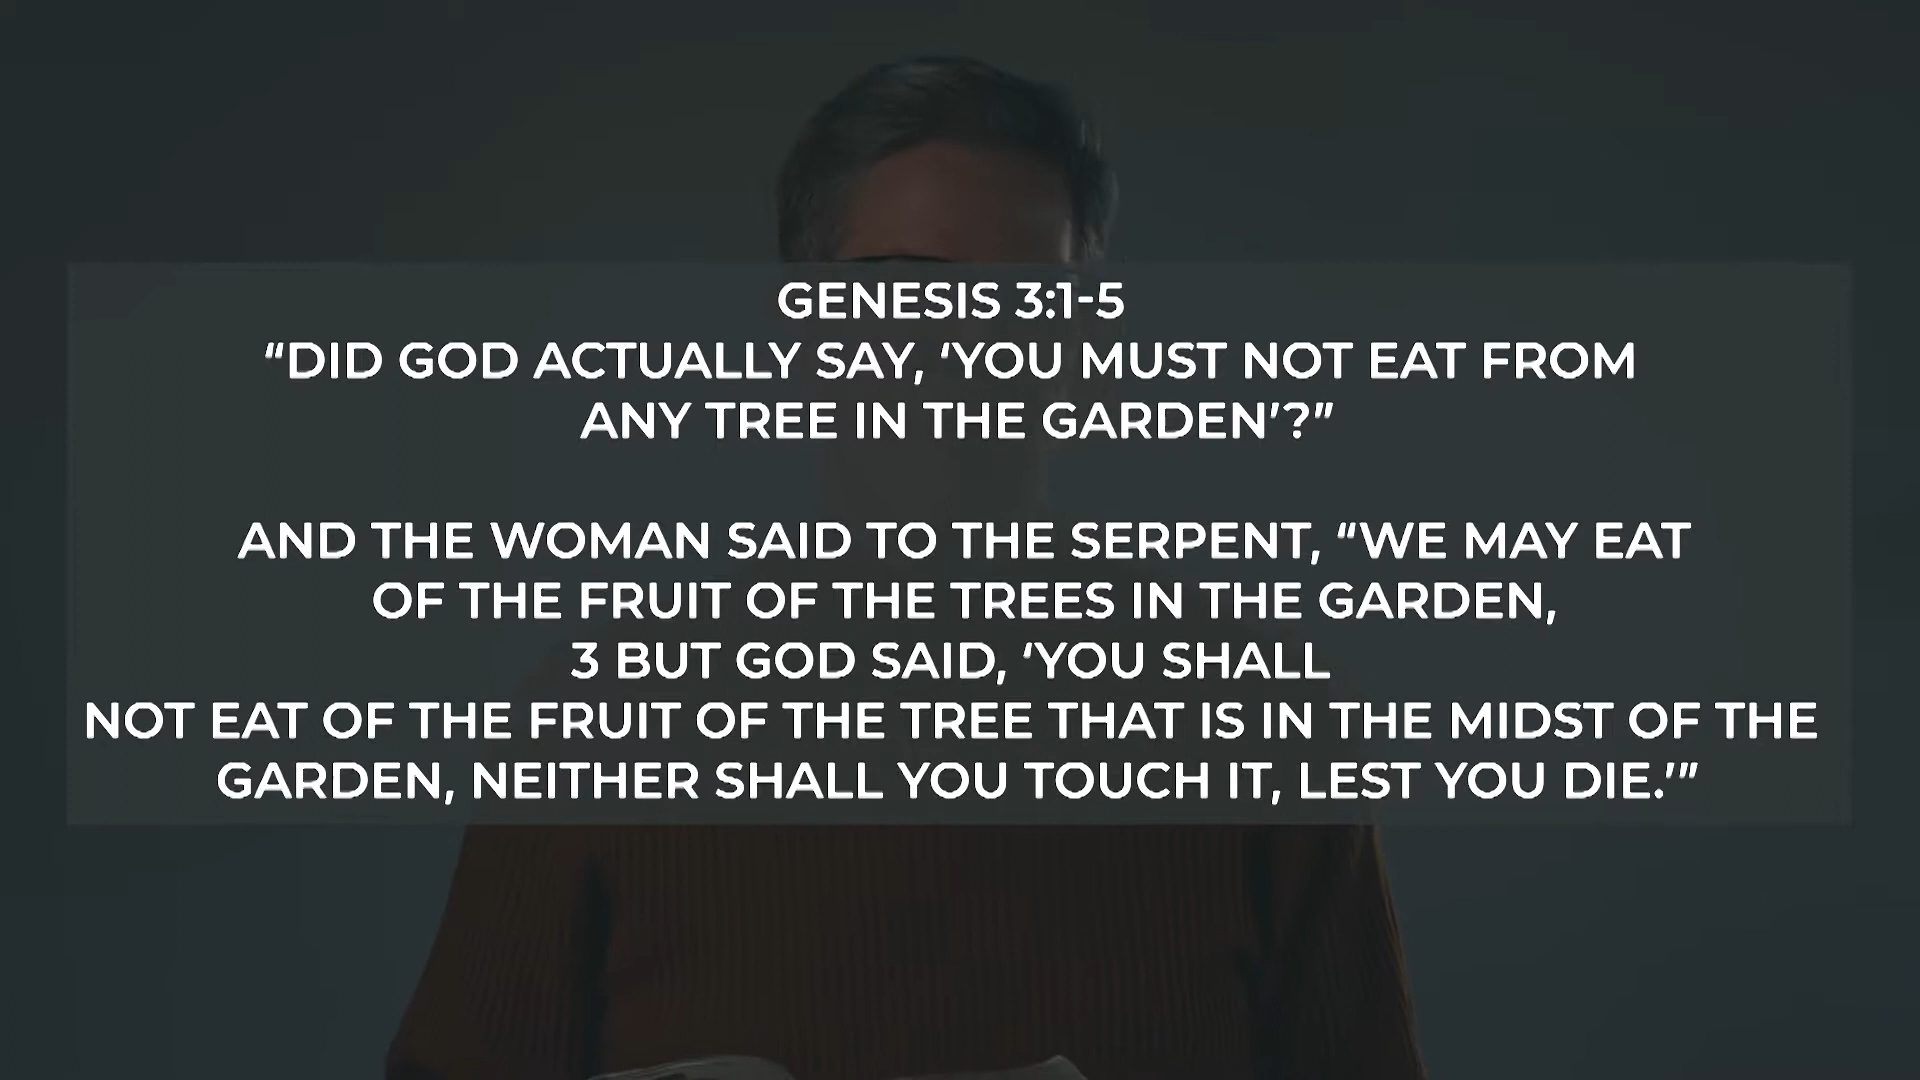 GENESIS 3:1-5
“DID GOD ACTUALLY SAY, ‘YOU MUST NOT EAT FROM
ANY TREE IN THE GARDEN’?”
AND THE WOMAN SAID TO THE SERPENT, “WE MAY EAT
OF THE FRUIT OF THE TREES IN THE GARDEN,
3 BUT GOD SAID, ‘YOU SHALL
NOT EAT OF THE FRUIT OF THE TREE THAT IS IN THE MIDST OF THE
GARDEN, NEITHER SHALL YOU TOUCH IT, LEST YOU DIE.’”